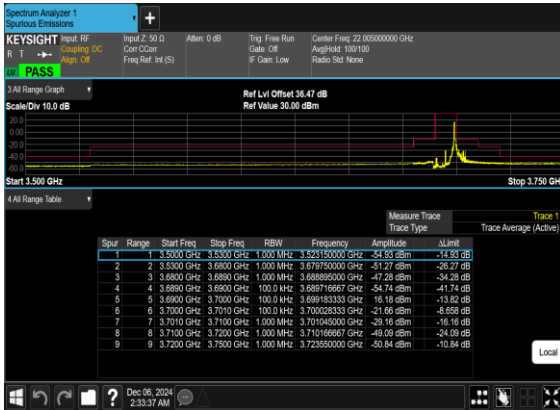 Spectrum Analyzer 1
Spurious Emissions
+
KEYSIGHT Input: RF Input Z: 50 Ω Atten: 0 dB Trig: Free Run Center Freq: 22.005000000 GHz
R T Coupling: DC Corr CCorr Gate: Off Avg|Hold: 100/100
Align: Off Freq Ref: Int (S) IF Gain: Low Radio Std: None
PASS
3 All Range Graph
Ref Lvl Offset 36.47 dB
Scale/Div 10.0 dB Ref Value 30.00 dBm
20.0
0.00
-20.0
-40.0
-60.0
Start 3.500 GHz Stop 3.750 GH
4 All Range Table
Measure Trace Trace 1
Trace Type Trace Average (Active)
Spur Range Start Freq Stop Freq RBW Frequency Amplitude ΔLimit
1 1 3.5000 GHz 3.5300 GHz 1.000 MHz 3.523150000 GHz -54.93 dBm -14.93 dB
2 2 3.5300 GHz 3.6800 GHz 1.000 MHz 3.679750000 GHz -51.27 dBm -26.27 dB
3 3 3.6800 GHz 3.6890 GHz 1.000 MHz 3.688895000 GHz -47.28 dBm -34.28 dB
4 4 3.6890 GHz 3.6900 GHz 100.0 kHz 3.689716667 GHz -54.74 dBm -41.74 dB
5 5 3.6900 GHz 3.7000 GHz 100.0 kHz 3.699183333 GHz 16.18 dBm -13.82 dB
6 6 3.7000 GHz 3.7010 GHz 100.0 kHz 3.700028333 GHz -21.66 dBm -8.658 dB
7 7 3.7010 GHz 3.7100 GHz 1.000 MHz 3.701045000 GHz -29.16 dBm -16.16 dB
8 8 3.7100 GHz 3.7200 GHz 1.000 MHz 3.710166667 GHz -49.09 dBm -24.09 dB
9 9 3.7200 GHz 3.7500 GHz 1.000 MHz 3.723550000 GHz -50.84 dBm -10.84 dB
Local
? Dec 06, 2024
2:33:37 AM